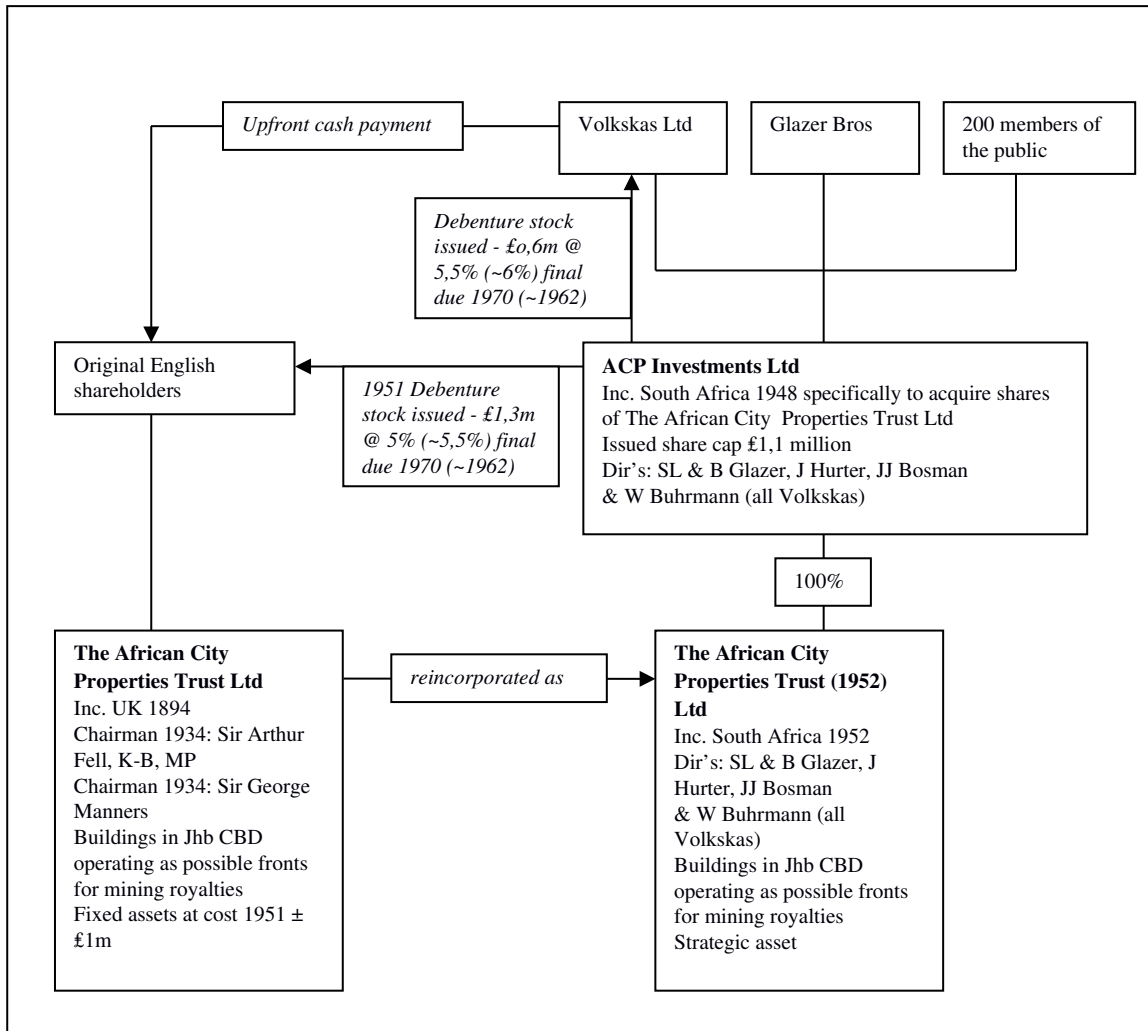 Upfront cash payment
Volkskas Ltd
Glazer Bros
200 members of
the public
Debenture stock
issued - £o,6m @
5,5% (~6%) final
due 1970 (~1962)
Original English
shareholders
1951 Debenture
stock issued - £1,3m
@ 5% (~5,5%) final
due 1970 (~1962)
ACP Investments Ltd
Inc. South Africa 1948 specifically to acquire shares
of The African City Properties Trust Ltd
Issued share cap £1,1 million
Dir's: SL & B Glazer, J Hurter, JJ Bosman
& W Buhrmann (all Volkskas)
100%
The African City
Properties Trust Ltd
Inc. UK 1894
Chairman 1934: Sir Arthur
Fell, K-B, MP
Chairman 1934: Sir George
Manners
Buildings in Jhb CBD
operating as possible fronts
for mining royalties
Fixed assets at cost 1951 ±
£1m
reincorporated as
The African City
Properties Trust (1952)
Ltd
Inc. South Africa 1952
Dir's: SL & B Glazer, J
Hurter, JJ Bosman
& W Buhrmann (all
Volkskas)
Buildings in Jhb CBD
operating as possible fronts
for mining royalties
Strategic asset